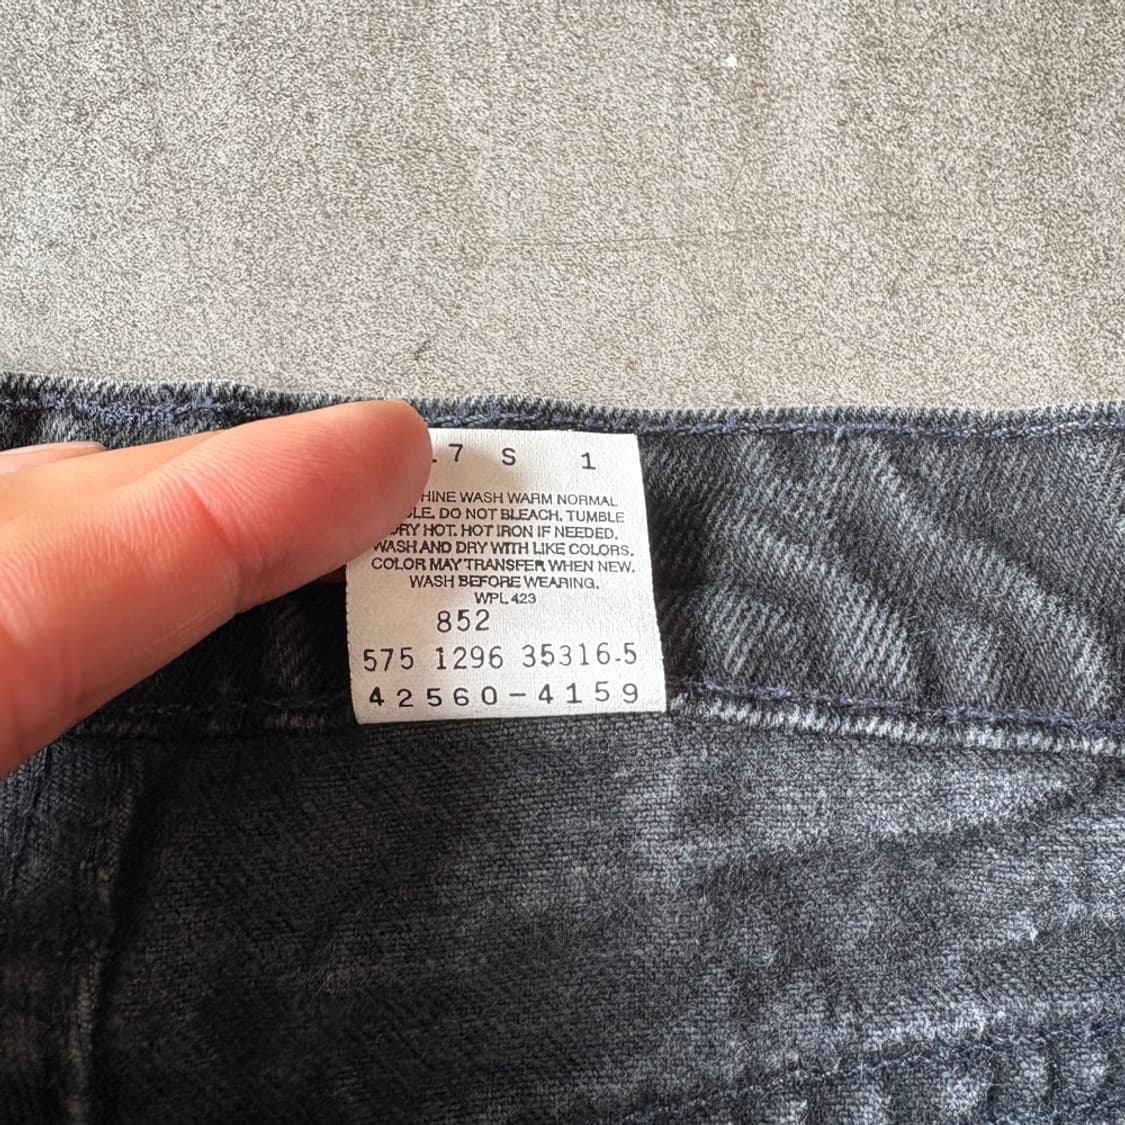 .7 S 1
HINE WASH WARM NORMAL
LE. DO NOT BLEACH. TUMBLE
DRY HOT. HOT IRON IF NEEDED.
WASH AND DRY WITH LIKE COLORS.
COLOR MAY TRANSFER WHEN NEW.
WASH BEFORE WEARING.
WPL 423
852
575 1296 35316-5
42560-4159